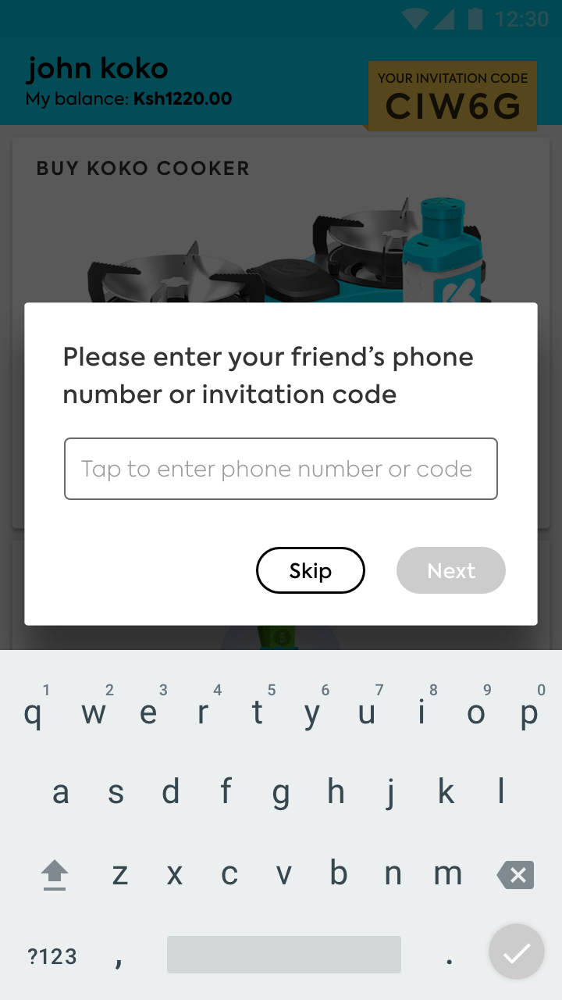 12:30
john koko
My balance: Ksh1220.00
YOUR INVITATION CODE
CIW6G
BUY KOKO COOKER
Please enter your friend’s phone
number or invitation code
Tap to enter phone number or code
Skip
Next
1 2 3 4 5 6 7 8 9 0
q w e r t y u i o p
a s d f g h j k l
z x c v b n m
?123 , .